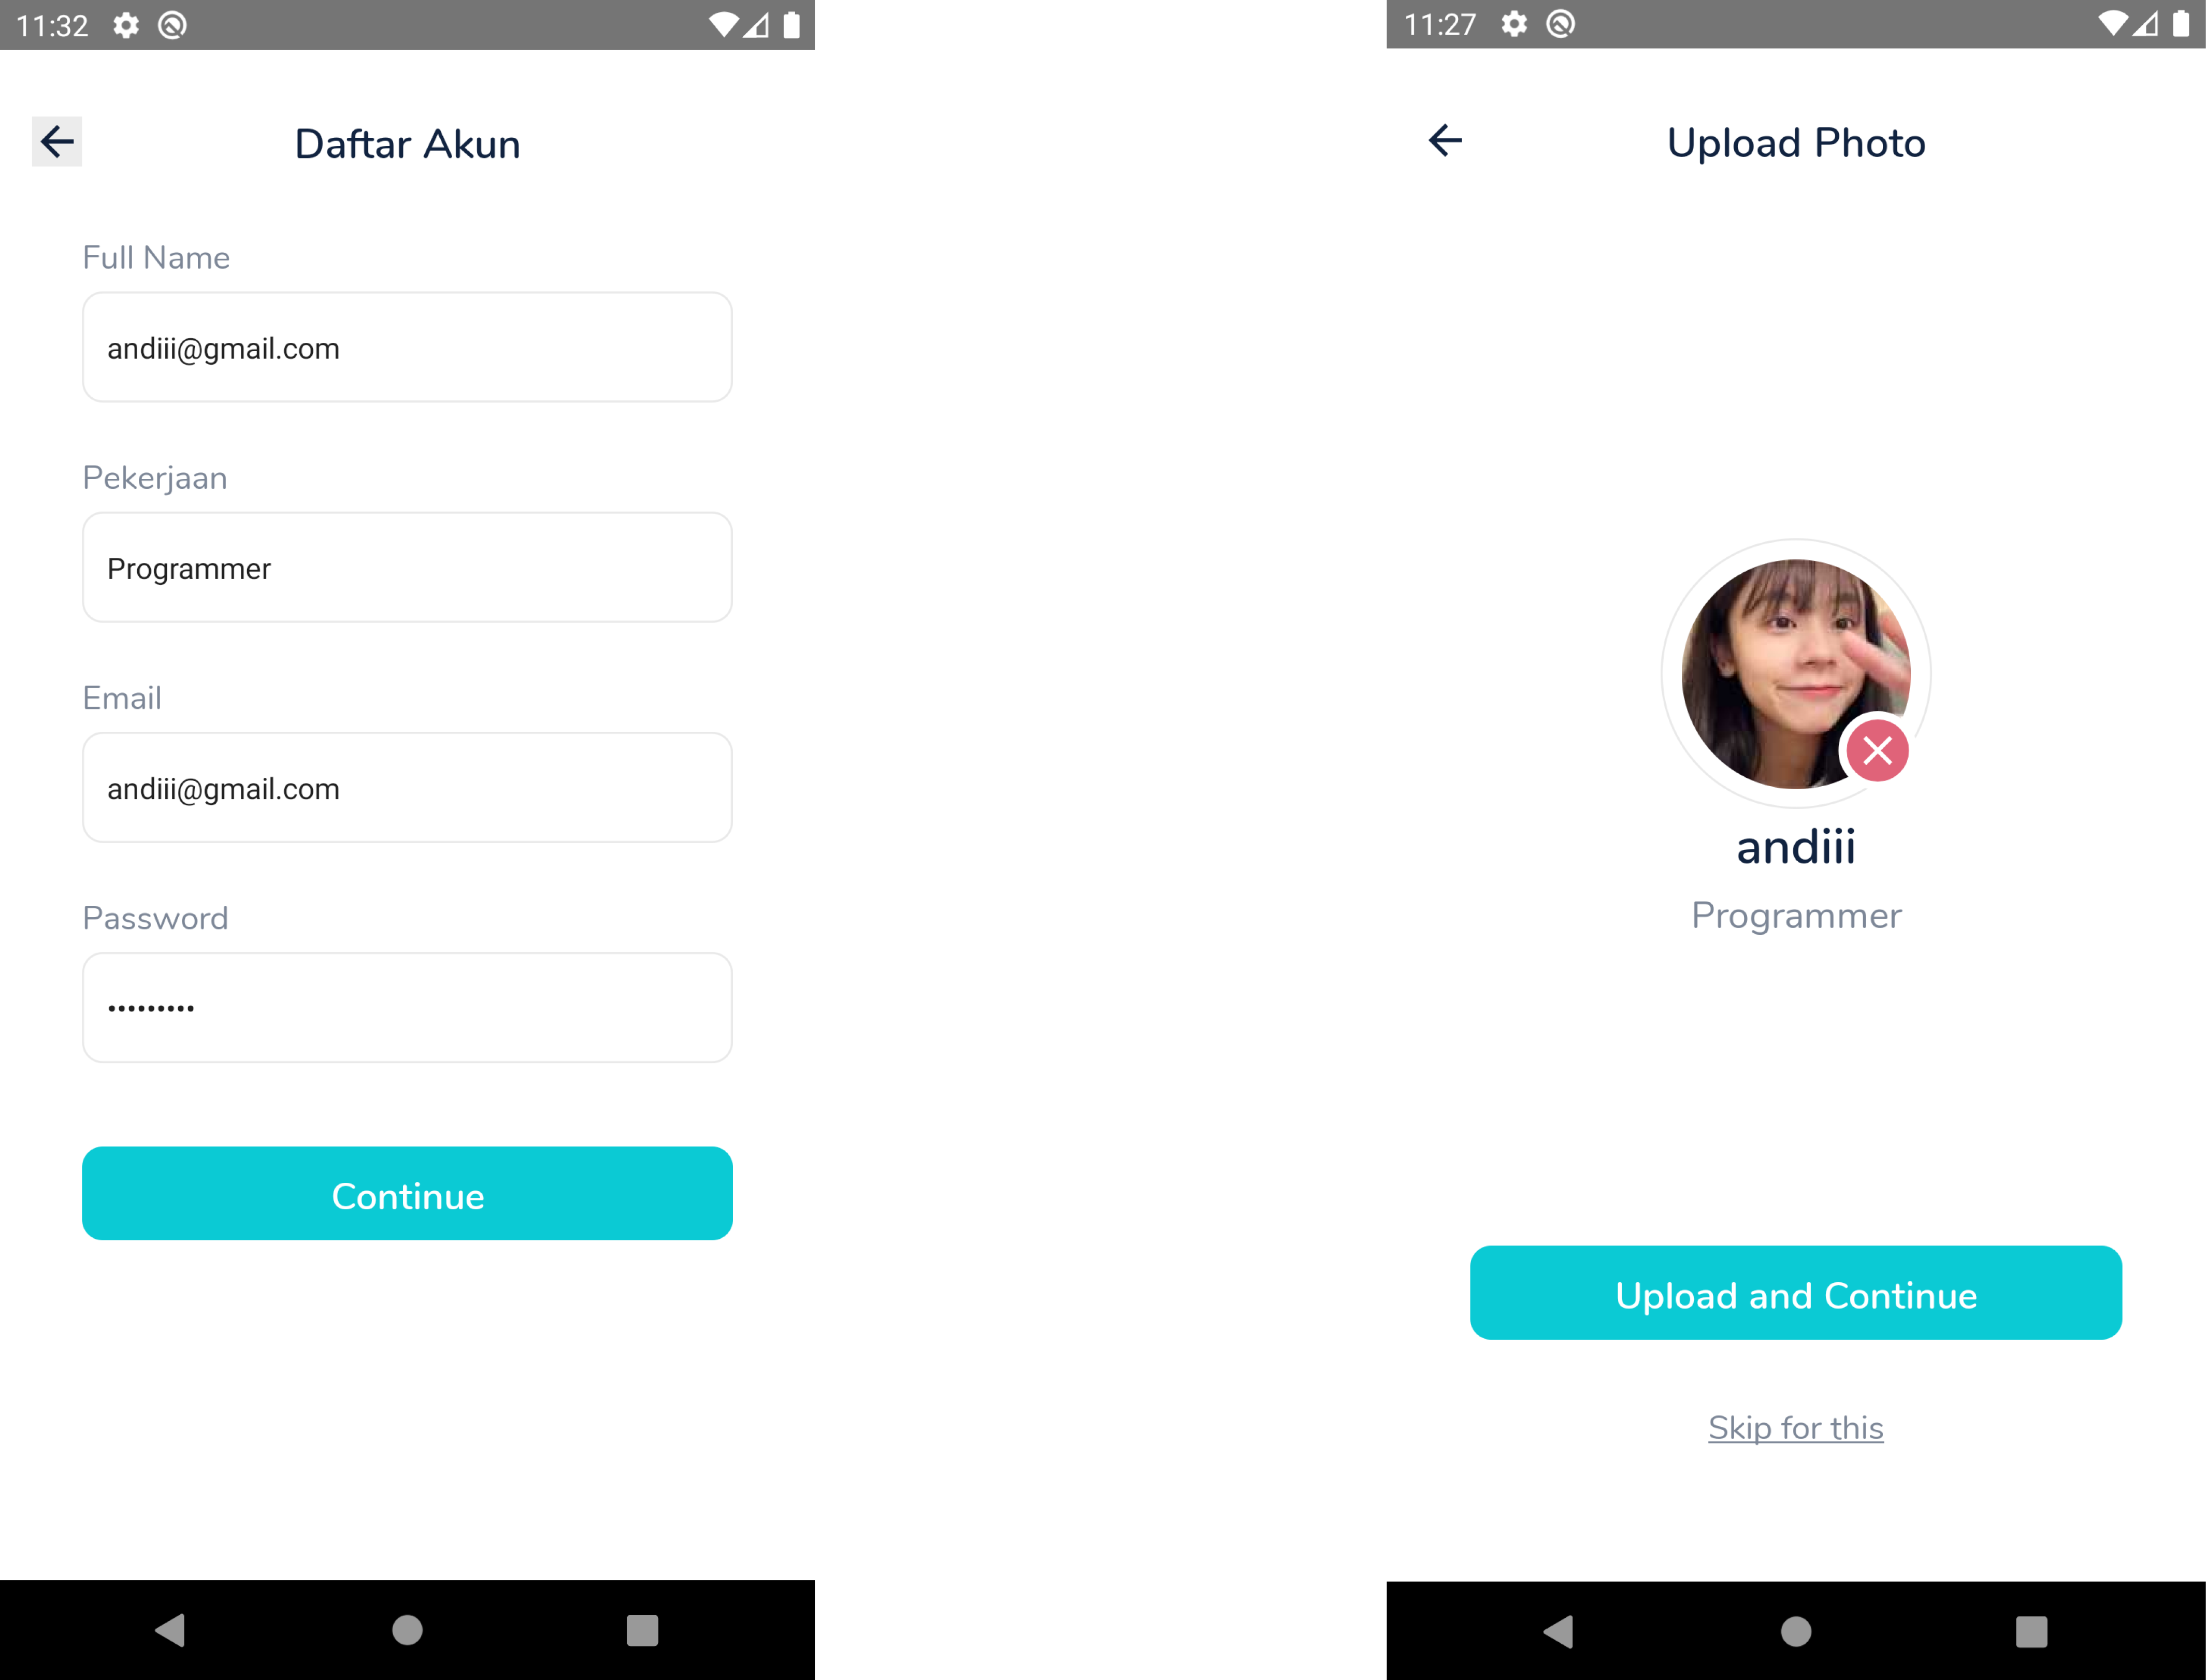 11:32
Daftar Akun
Full Name
andiii@gmail.com
Pekerjaan
Programmer
Email
andiii@gmail.com
Password
•••••••••
Continue
11:27
Upload Photo
andiii
Programmer
Upload and Continue
Skip for this